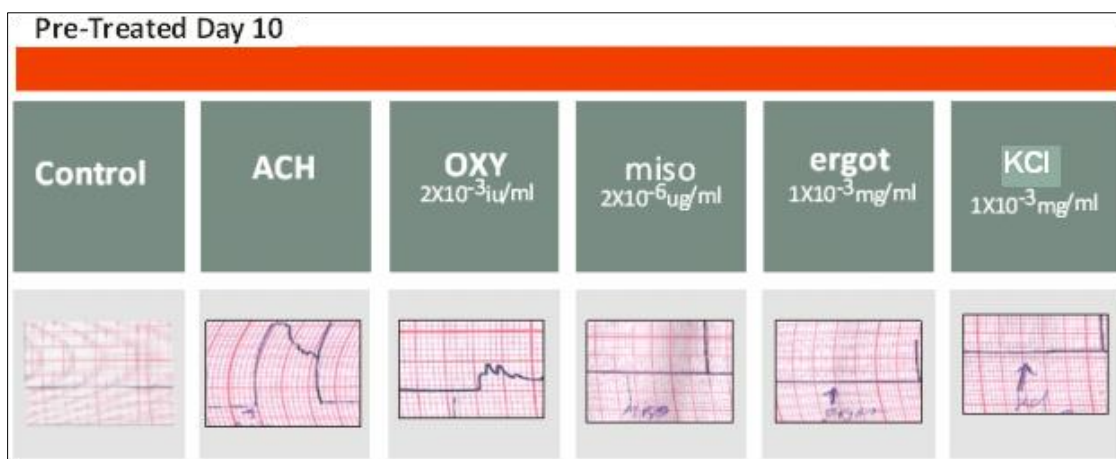 Pre-Treated Day 10
Control
ACH
OXY
2X10⁻³iu/ml
miso
2X10⁻⁶ug/ml
ergot
1X10⁻³mg/ml
KCl
1X10⁻³mg/ml